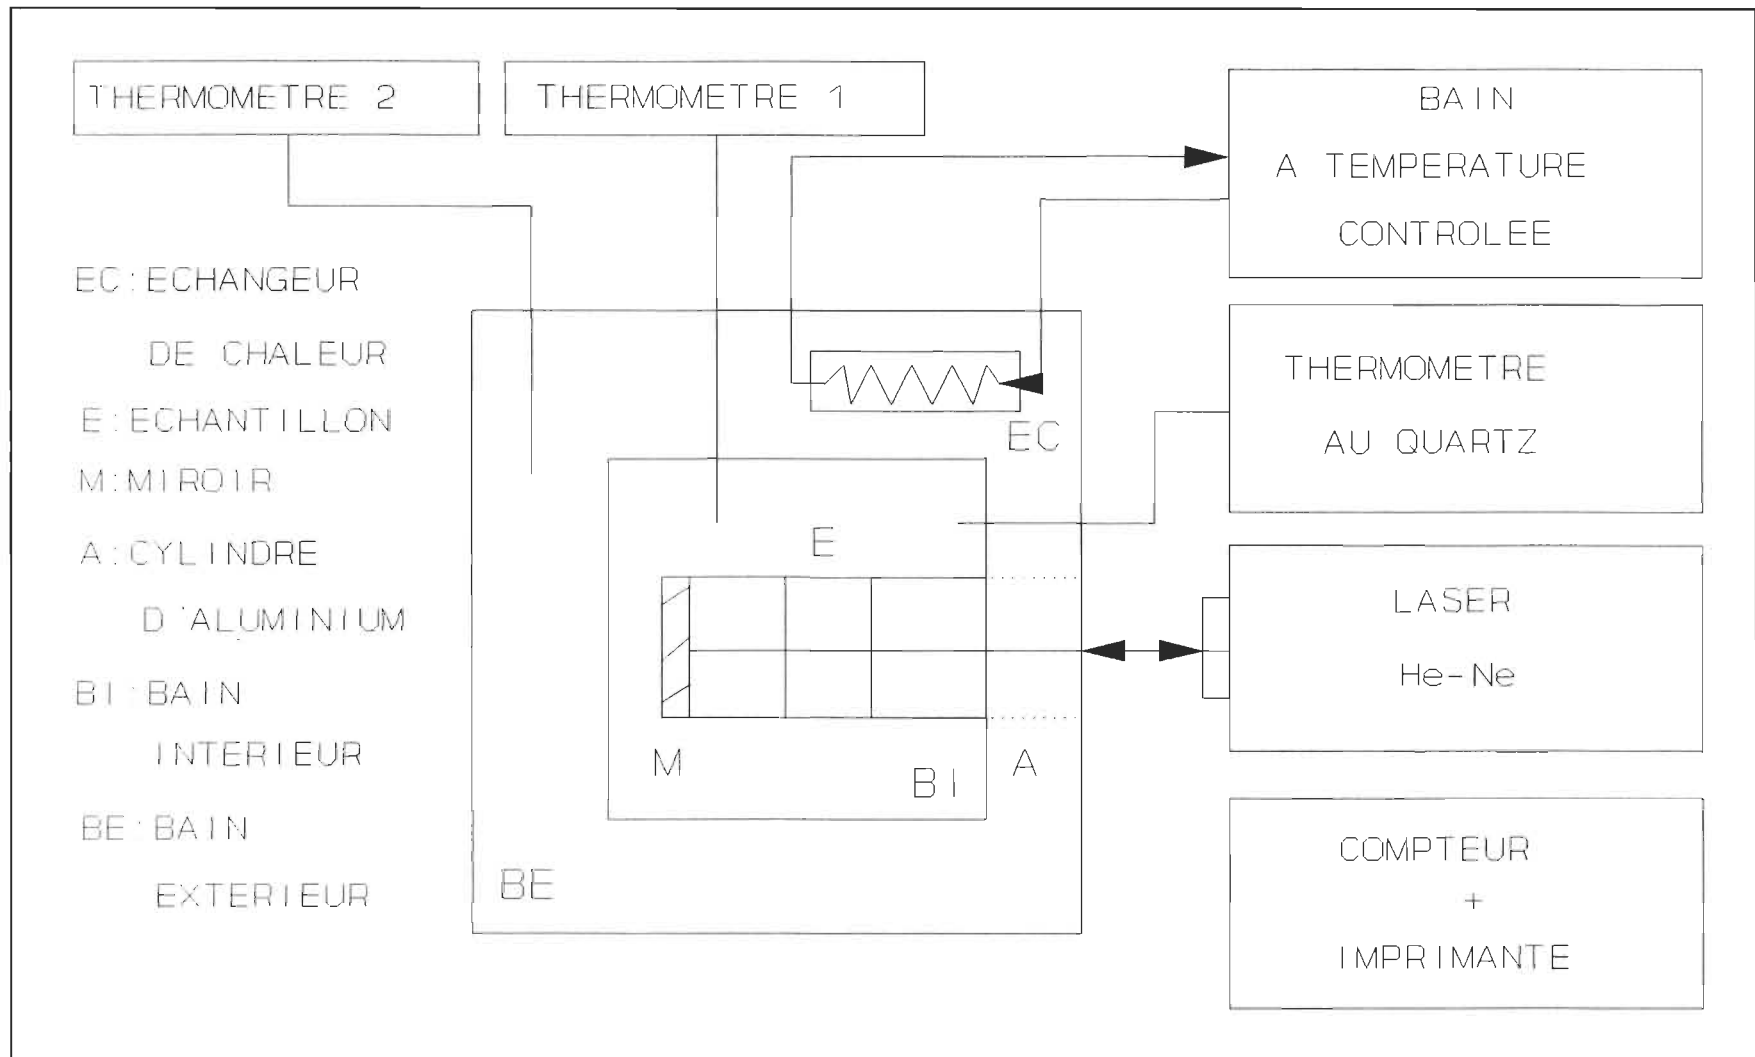 THERMOMETRE 2
THERMOMETRE 1
BAIN
A TEMPERATURE
CONTROLEE
EC:ECHANGEUR
DE CHALEUR
E:ECHANTILLON
M:MIROIR
A:CYLINDRE
D'ALUMINIUM
BI:BAIN
INTERIEUR
BE:BAIN
EXTERIEUR
EC
E
M
BI
A
BE
THERMOMETRE
AU QUARTZ
LASER
He-Ne
COMPTEUR
+
IMPRIMANTE